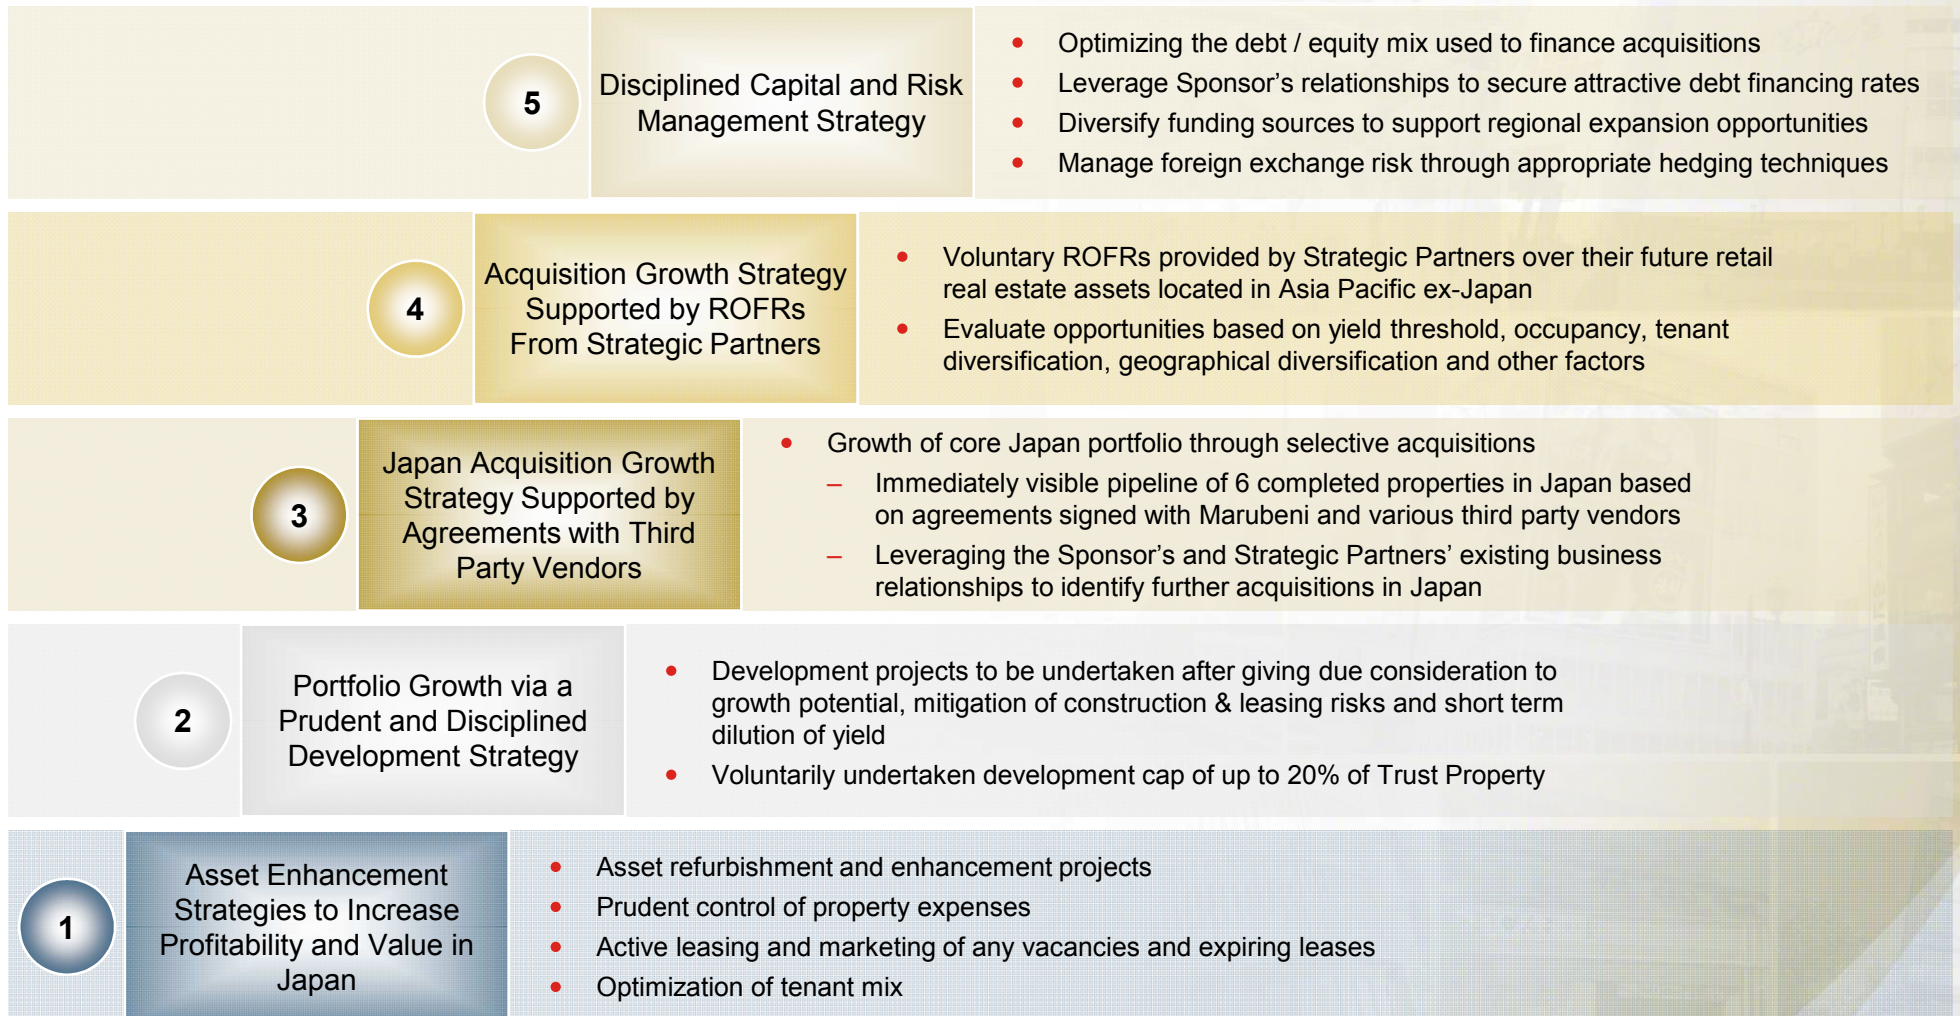 5
Disciplined Capital and Risk
Management Strategy
• Optimizing the debt / equity mix used to finance acquisitions
• Leverage Sponsor's relationships to secure attractive debt financing rates
• Diversify funding sources to support regional expansion opportunities
• Manage foreign exchange risk through appropriate hedging techniques
4
Acquisition Growth Strategy
Supported by ROFRs
From Strategic Partners
• Voluntary ROFRs provided by Strategic Partners over their future retail
real estate assets located in Asia Pacific ex-Japan
• Evaluate opportunities based on yield threshold, occupancy, tenant
diversification, geographical diversification and other factors
3
Japan Acquisition Growth
Strategy Supported by
Agreements with Third
Party Vendors
• Growth of core Japan portfolio through selective acquisitions
– Immediately visible pipeline of 6 completed properties in Japan based
on agreements signed with Marubeni and various third party vendors
– Leveraging the Sponsor's and Strategic Partners' existing business
relationships to identify further acquisitions in Japan
2
Portfolio Growth via a
Prudent and Disciplined
Development Strategy
• Development projects to be undertaken after giving due consideration to
growth potential, mitigation of construction & leasing risks and short term
dilution of yield
• Voluntarily undertaken development cap of up to 20% of Trust Property
1
Asset Enhancement
Strategies to Increase
Profitability and Value in
Japan
• Asset refurbishment and enhancement projects
• Prudent control of property expenses
• Active leasing and marketing of any vacancies and expiring leases
• Optimization of tenant mix